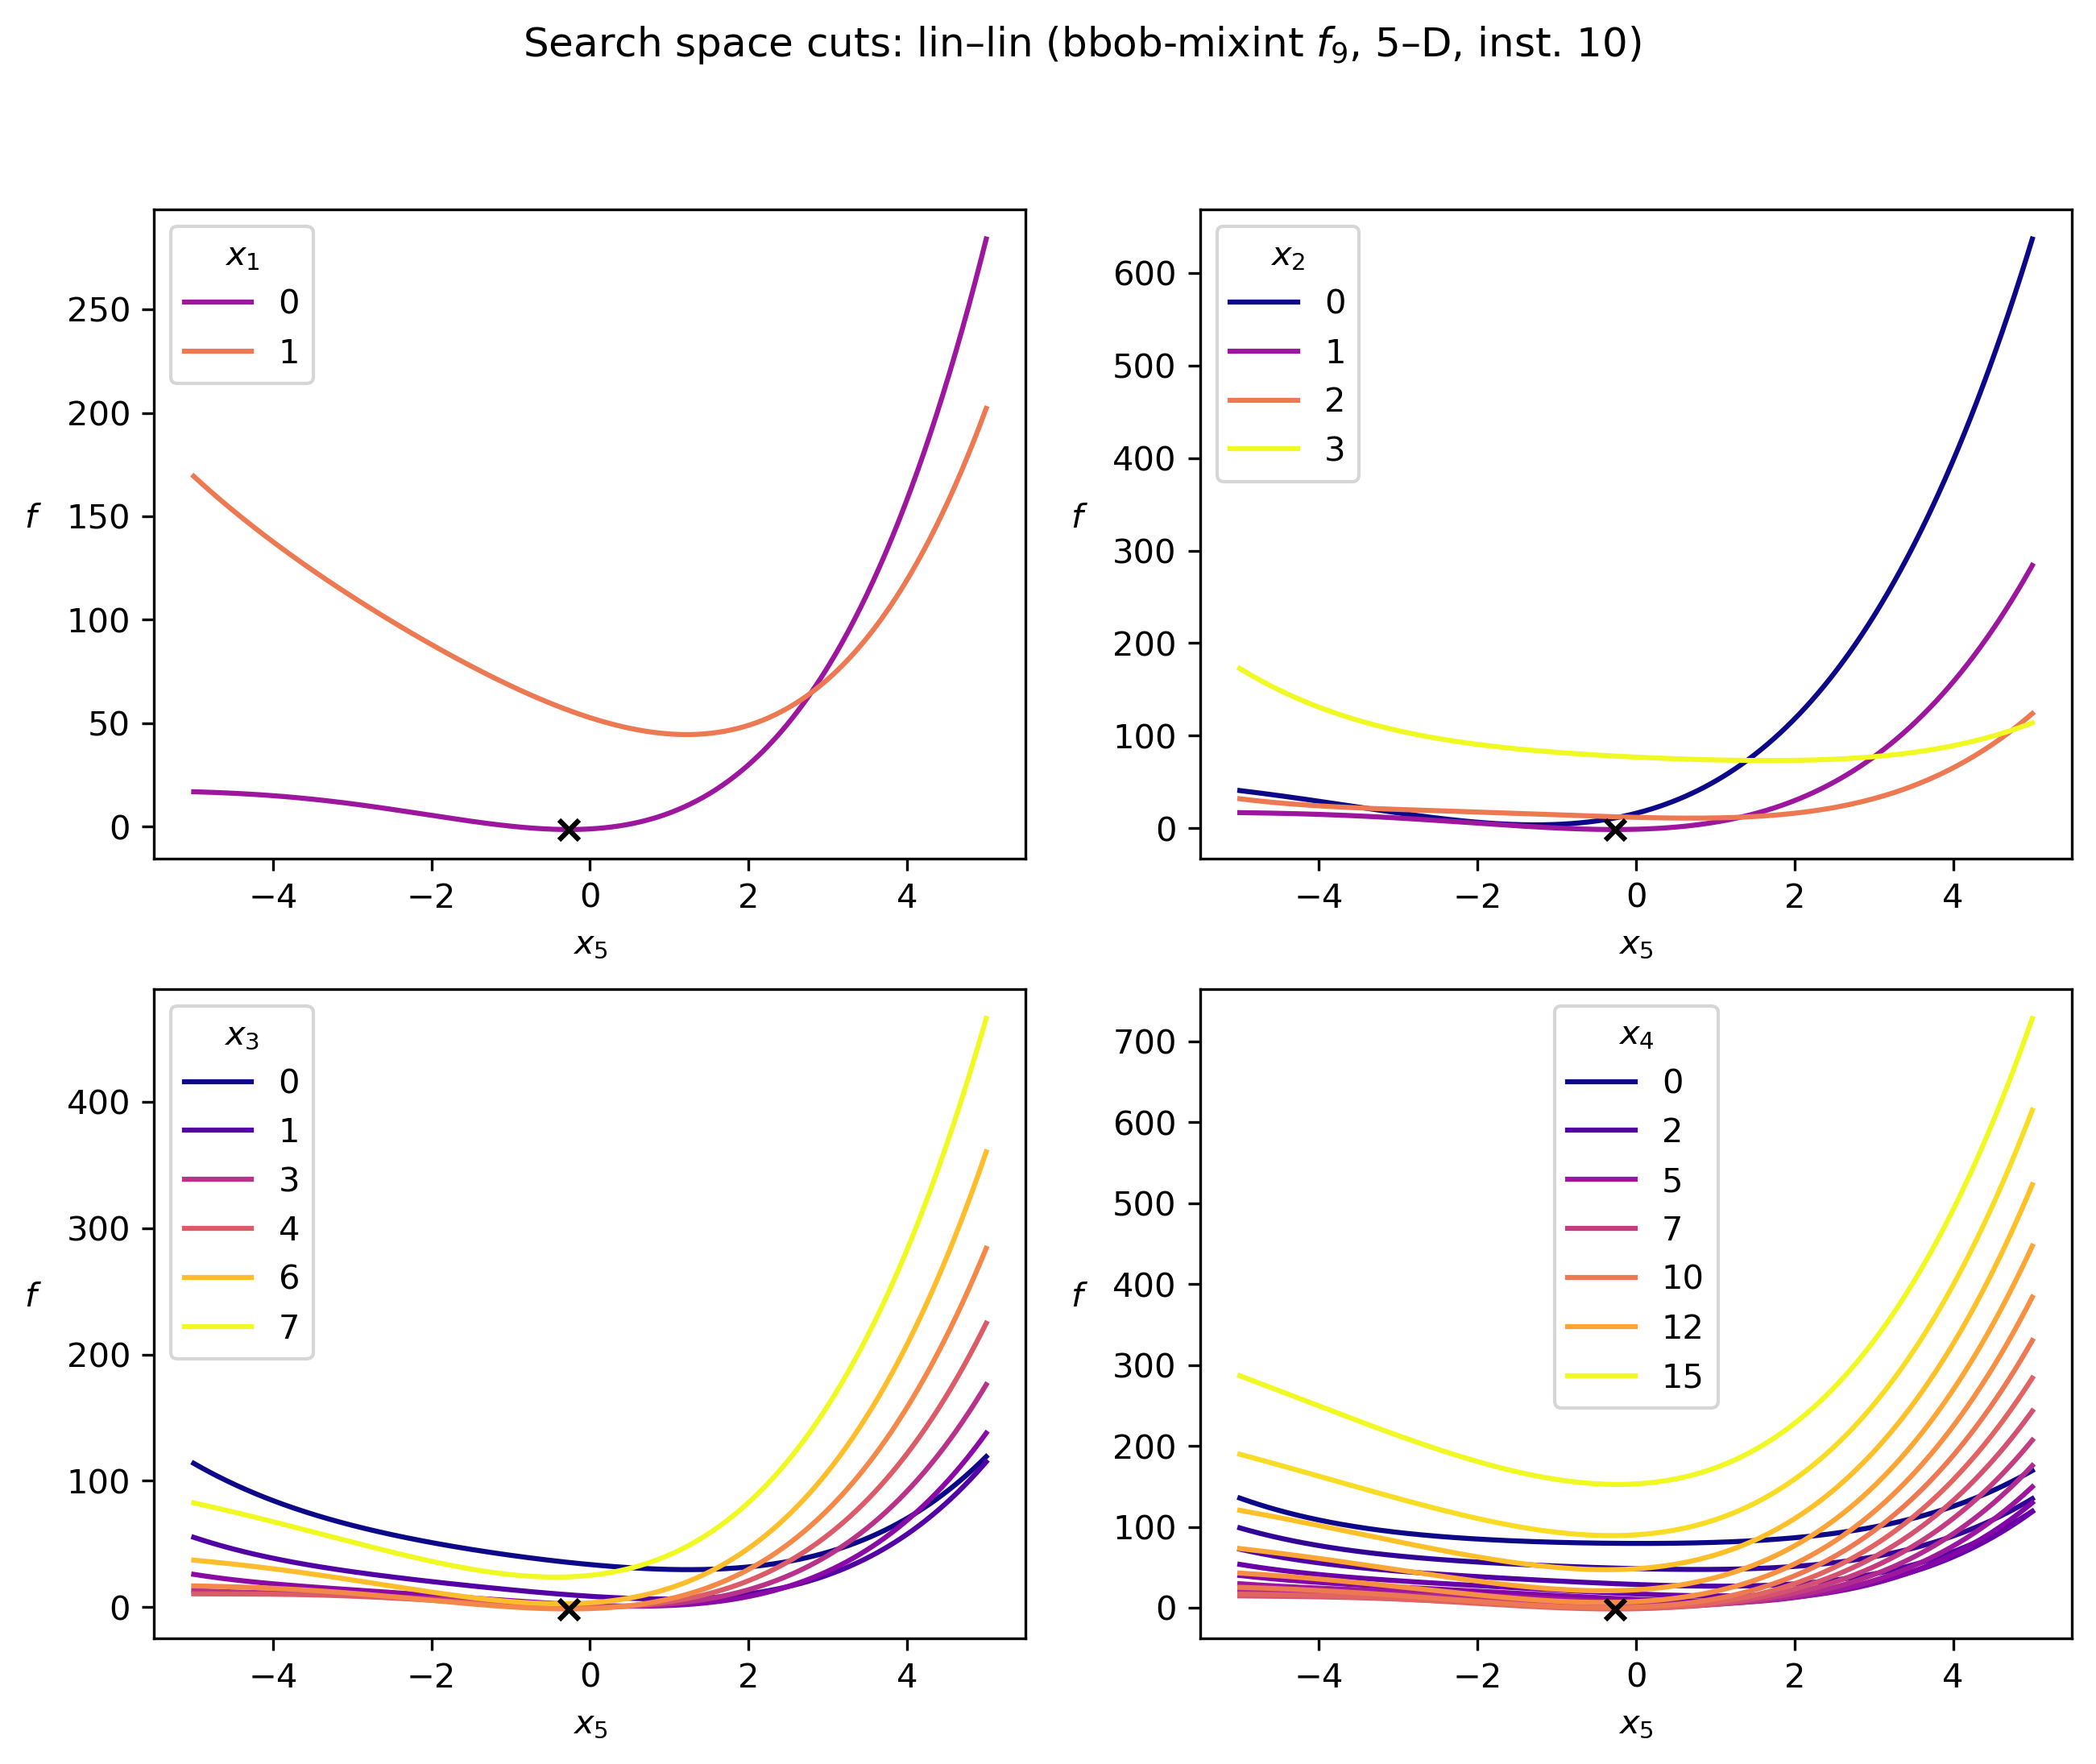 Search space cuts: lin–lin (bbob-mixint f₉, 5–D, inst. 10)
x₁
0
1
250
200
150
100
50
0
f
−4 −2 0 2 4
x₅
x₂
0
1
2
3
600
500
400
300
200
100
0
f
−4 −2 0 2 4
x₅
x₃
0
1
3
4
6
7
400
300
200
100
0
f
−4 −2 0 2 4
x₅
x₄
0
2
5
7
10
12
15
700
600
500
400
300
200
100
0
f
−4 −2 0 2 4
x₅